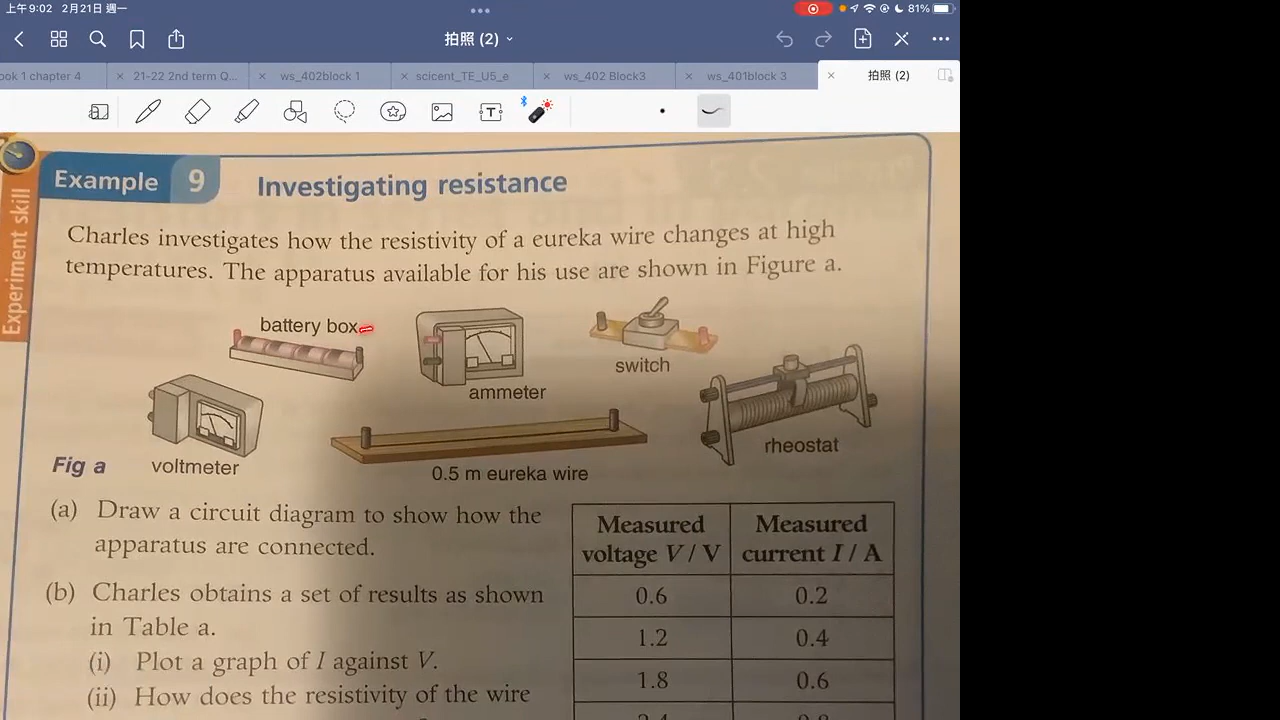 上午9:02 2月21日 週一
81%
拍照 (2)
ook 1 chapter 4
21-22 2nd term Q...
ws_402block 1
scicent_TE_U5_e
ws_402 Block3
ws_401block 3
拍照 (2)
Experiment skill
Example 9 Investigating resistance
Charles investigates how the resistivity of a eureka wire changes at high
temperatures. The apparatus available for his use are shown in Figure a.
battery box
ammeter
switch
voltmeter
0.5 m eureka wire
rheostat
Fig a
(a) Draw a circuit diagram to show how the
apparatus are connected.
(b) Charles obtains a set of results as shown
in Table a.
(i) Plot a graph of I against V.
(ii) How does the resistivity of the wire
Measured voltage V / V
Measured current I / A
0.6 0.2
1.2 0.4
1.8 0.6